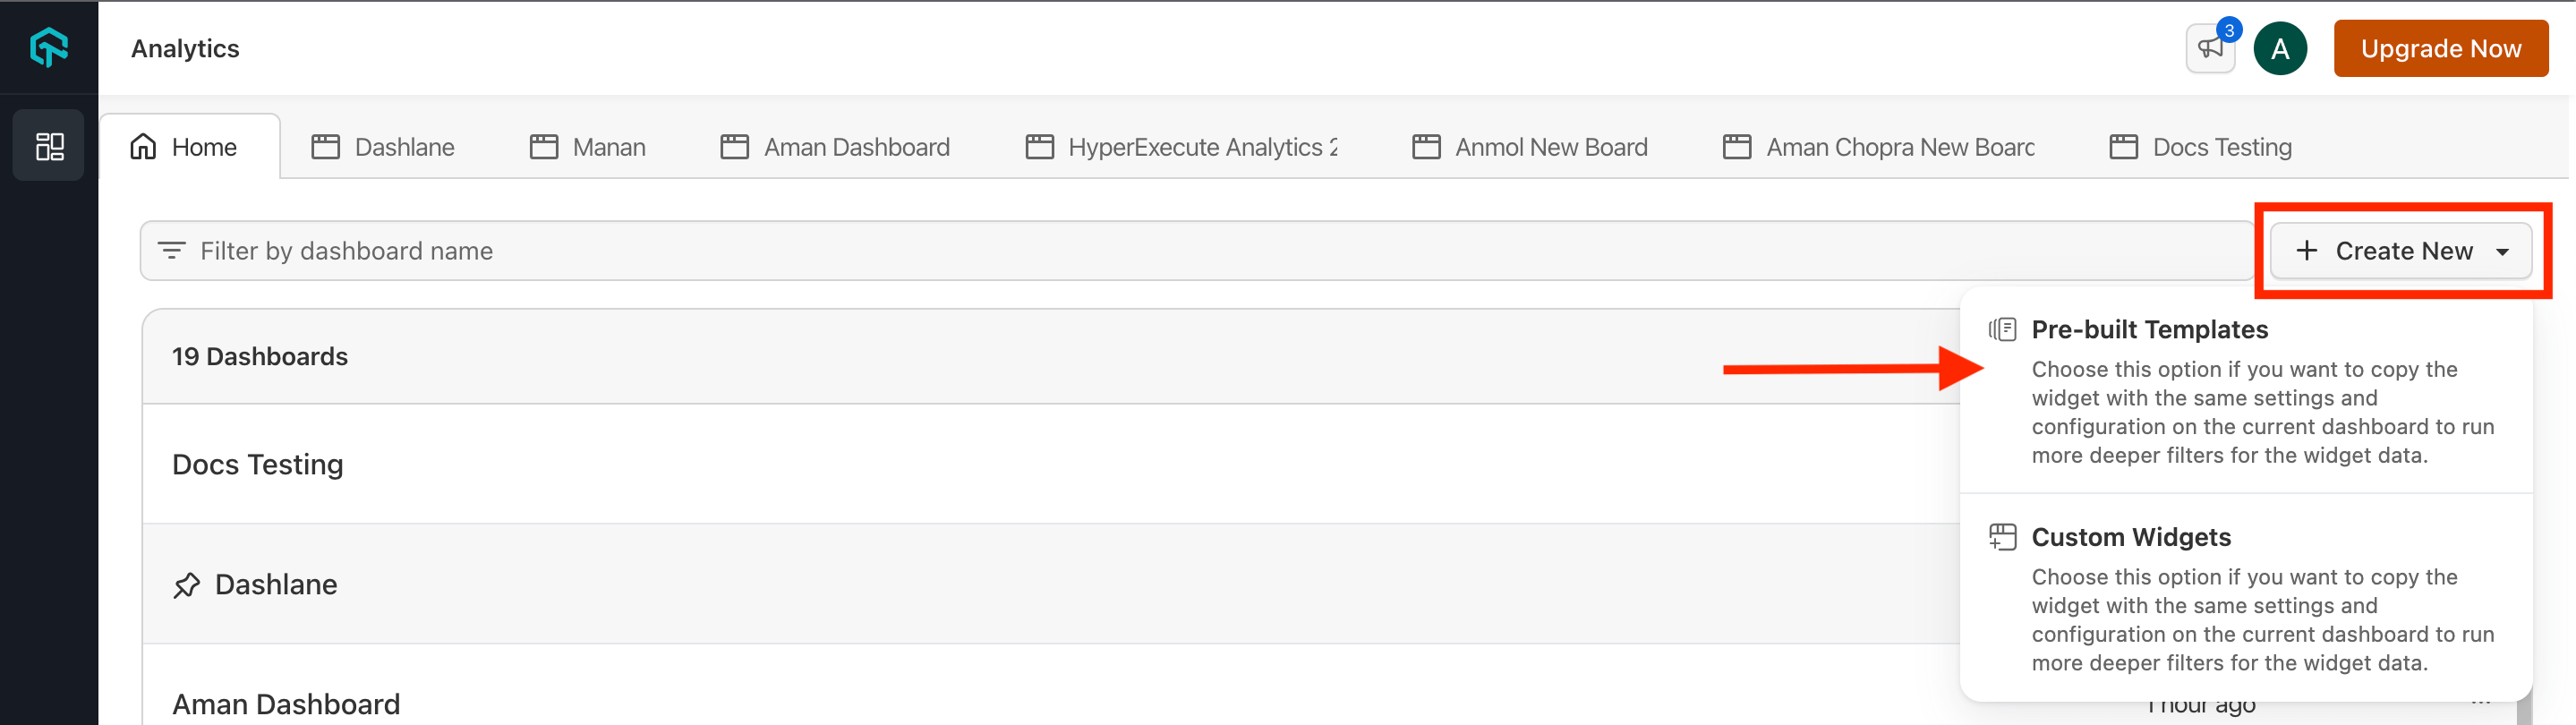 Analytics
3
A
Upgrade Now
Home
Dashlane
Manan
Aman Dashboard
HyperExecute Analytics 2
Anmol New Board
Aman Chopra New Board
Docs Testing
Filter by dashboard name
+ Create New
19 Dashboards
Pre-built Templates
Choose this option if you want to copy the
widget with the same settings and
configuration on the current dashboard to run
more deeper filters for the widget data.
Docs Testing
Custom Widgets
Choose this option if you want to copy the
widget with the same settings and
configuration on the current dashboard to run
more deeper filters for the widget data.
Dashlane
Aman Dashboard
1 hour ago